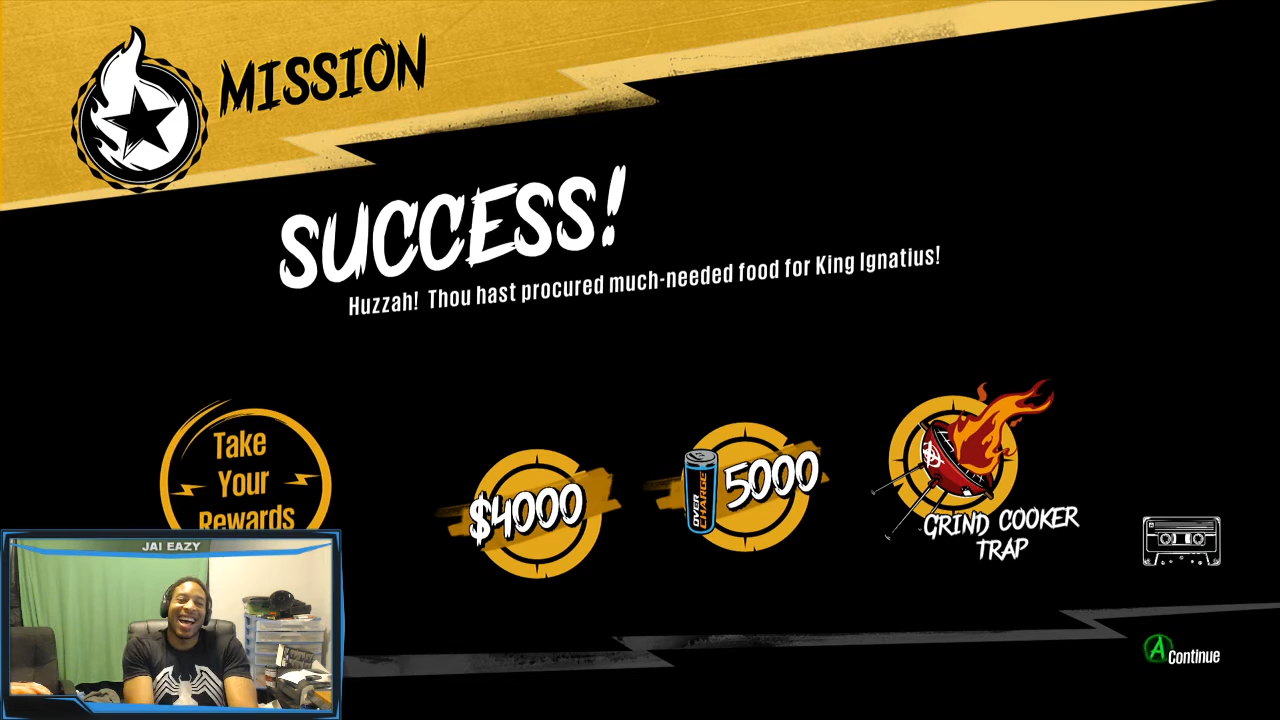 MISSION
SUCCESS!
Huzzah! Thou hast procured much-needed food for King Ignatius!
Take
Your
Rewards
$4000
OVER
CHARGE
5000
GRIND COOKER
TRAP
JAI EAZY
A Continue